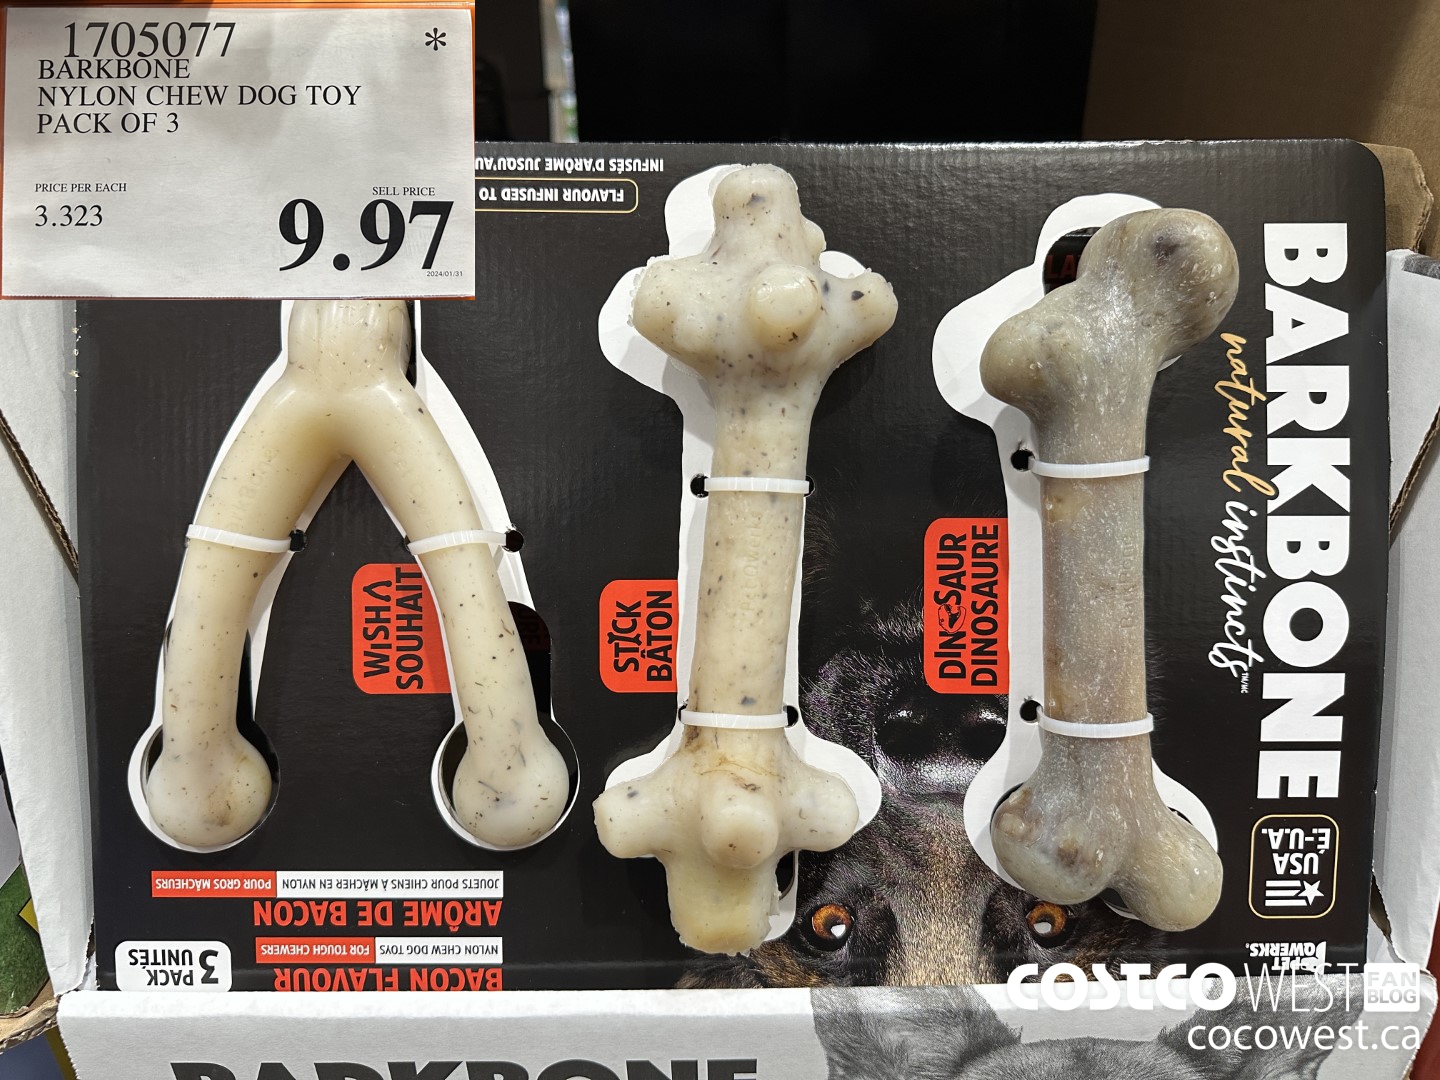 1705077
*
BARKBONE
NYLON CHEW DOG TOY
PACK OF 3
PRICE PER EACH
3.323
SELL PRICE
9.97
2024/01/31
INFUSÉS D'ARÔME JUSQU'AU
FLAVOUR INFUSED TO
BARKBONE
natural instincts
TM/MC
WISH
SOUHAIT
STICK
BÂTON
DINOSAUR
DINOSAURE
USA
É.-U.A.
PET
QWERKS.
3 PACK
UNITÉS
BACON FLAVOUR
NYLON CHEW DOG TOYS
FOR TOUGH CHEWERS
ARÔME DE BACON
JOUETS POUR CHIENS À MÂCHER EN NYLON
POUR GROS MÂCHEURS
BARKBONE
COSTCO WEST FAN BLOG
cocowest.ca